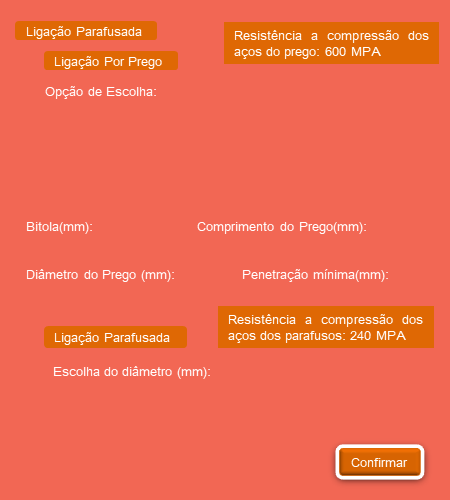 Ligação Parafusada
Resistência a compressão dos
aços do prego: 600 MPA
Ligação Por Prego
Opção de Escolha:
Bitola(mm):
Comprimento do Prego(mm):
Diâmetro do Prego (mm):
Penetração mínima(mm):
Resistência a compressão dos
aços dos parafusos: 240 MPA
Ligação Parafusada
Escolha do diâmetro (mm):
Confirmar